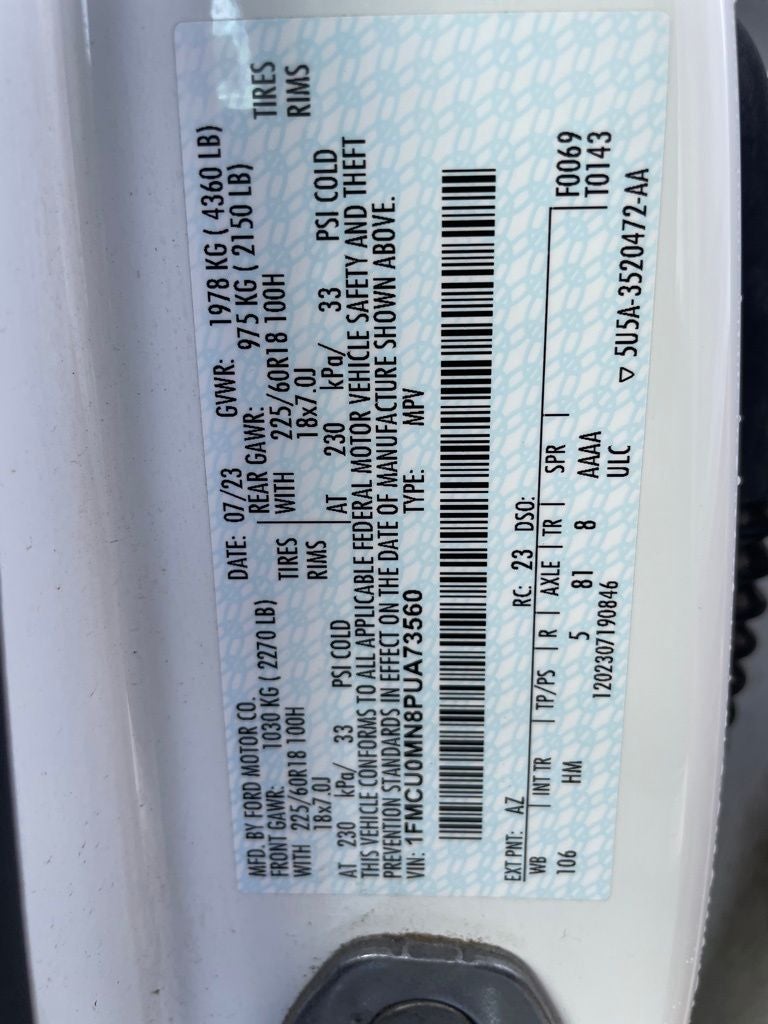 MFD. BY FORD MOTOR CO.
DATE: 07/23 GVWR: 1978 KG ( 4360 LB)
FRONT GAWR: 1030 KG ( 2270 LB) REAR GAWR: 975 KG ( 2150 LB)
WITH 225/60R18 100H TIRES WITH 225/60R18 100H TIRES
18x7.0J RIMS 18x7.0J RIMS
AT 230 kPa/ 33 PSI COLD AT 230 kPa/ 33 PSI COLD
THIS VEHICLE CONFORMS TO ALL APPLICABLE FEDERAL MOTOR VEHICLE SAFETY AND THEFT
PREVENTION STANDARDS IN EFFECT ON THE DATE OF MANUFACTURE SHOWN ABOVE.
VIN: 1FMCU0MN8PUA73560 TYPE: MPV
EXT PNT: AZ RC: 23 DSO: F0069
WB | INT TR | TP/PS | R | AXLE | TR | SPR | T0143
106 HM 5 81 8 AAAA
1202307190846 ULC ▽ 5U5A-3520472-AA